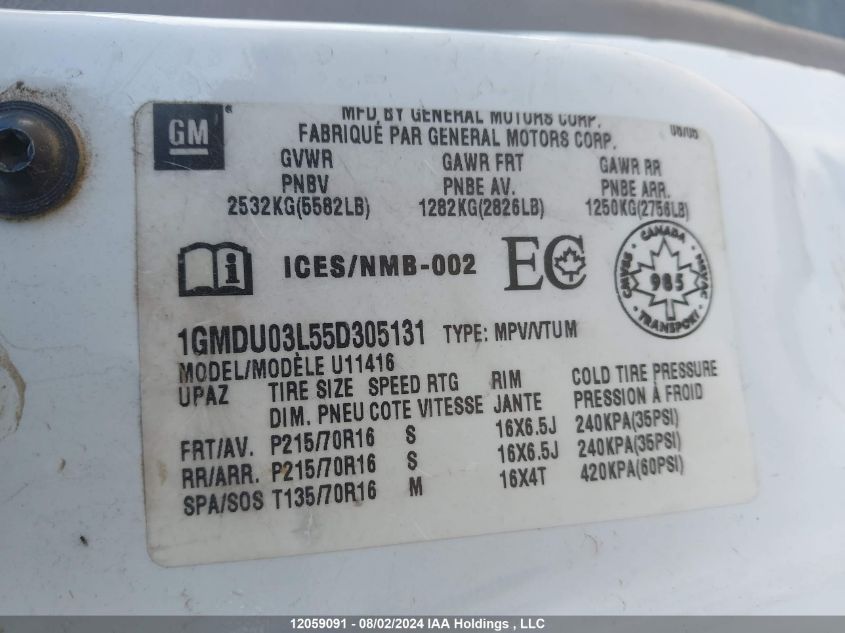 GM
MFD. BY GENERAL MOTORS CORP.
FABRIQUÉ PAR GENERAL MOTORS CORP.
GVWR GAWR FRT GAWR RR
PNBV PNBE AV. PNBE ARR.
2532KG(5582LB) 1282KG(2826LB) 1250KG(2756LB)
i ICES/NMB-002 EC
CANADA
CMVSS 985 NSVAC
TRANSPORT
1GMDU03L55D305131 TYPE: MPV/VTUM
MODEL/MODÈLE U11416
UPAZ TIRE SIZE SPEED RTG RIM COLD TIRE PRESSURE
DIM. PNEU COTE VITESSE JANTE PRESSION À FROID
FRT/AV. P215/70R16 S 16X6.5J 240KPA(35PSI)
RR/ARR. P215/70R16 S 16X6.5J 240KPA(35PSI)
SPA/SOS T135/70R16 M 16X4T 420KPA(60PSI)
12059091 - 08/02/2024 IAA Holdings , LLC